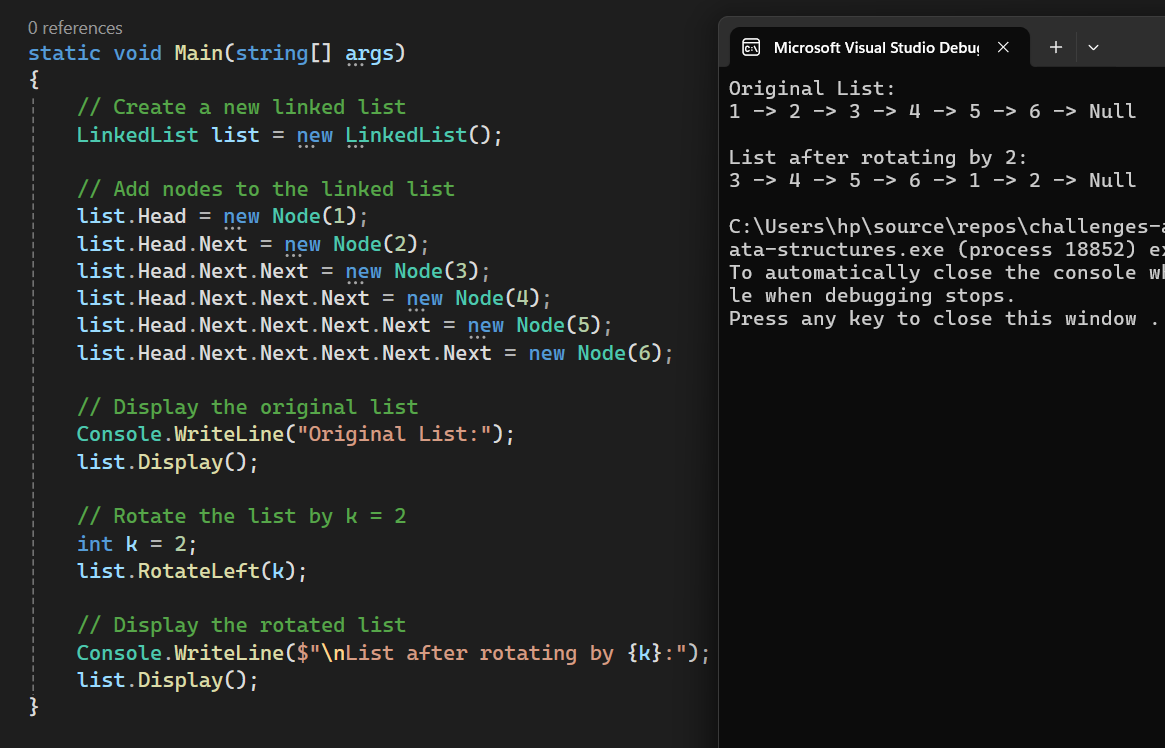 0 references
static void Main(string[] args)
{
// Create a new linked list
LinkedList list = new LinkedList();
// Add nodes to the linked list
list.Head = new Node(1);
list.Head.Next = new Node(2);
list.Head.Next.Next = new Node(3);
list.Head.Next.Next.Next = new Node(4);
list.Head.Next.Next.Next.Next = new Node(5);
list.Head.Next.Next.Next.Next.Next = new Node(6);
// Display the original list
Console.WriteLine("Original List:");
list.Display();
// Rotate the list by k = 2
int k = 2;
list.RotateLeft(k);
// Display the rotated list
Console.WriteLine($"\nList after rotating by {k}:");
list.Display();
}
Microsoft Visual Studio Debu
Original List:
1 -> 2 -> 3 -> 4 -> 5 -> 6 -> Null
List after rotating by 2:
3 -> 4 -> 5 -> 6 -> 1 -> 2 -> Null
C:\Users\hp\source\repos\challenges-a
ata-structures.exe (process 18852) ex
To automatically close the console wh
le when debugging stops.
Press any key to close this window .